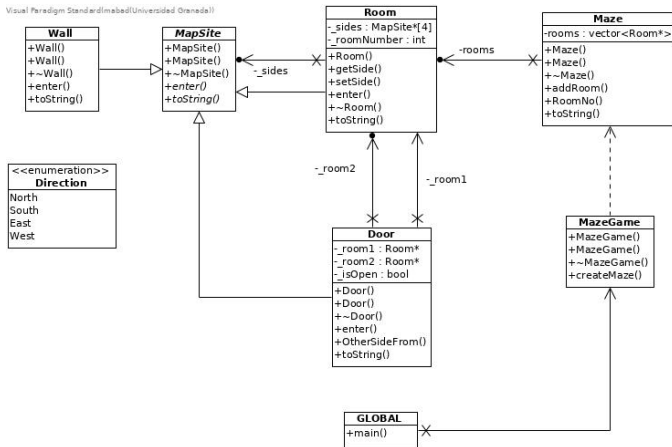 Visual Paradigm Standard(mabad(Universidad Granada))
Wall
+Wall()
+Wall()
+~Wall()
+enter()
+toString()
MapSite
+MapSite()
+MapSite()
+~MapSite()
+enter()
+toString()
-_sides
Room
-_sides : MapSite*[4]
-_roomNumber : int
+Room()
+getSide()
+setSide()
+enter()
+~Room()
+toString()
-rooms
Maze
-rooms : vector<Room*>
+Maze()
+Maze()
+~Maze()
+addRoom()
+RoomNo()
+toString()
<<enumeration>>
Direction
North
South
East
West
-_room2
-_room1
Door
-_room1 : Room*
-_room2 : Room*
-_isOpen : bool
+Door()
+Door()
+~Door()
+enter()
+OtherSideFrom()
+toString()
MazeGame
+MazeGame()
+MazeGame()
+~MazeGame()
+createMaze()
GLOBAL
+main()